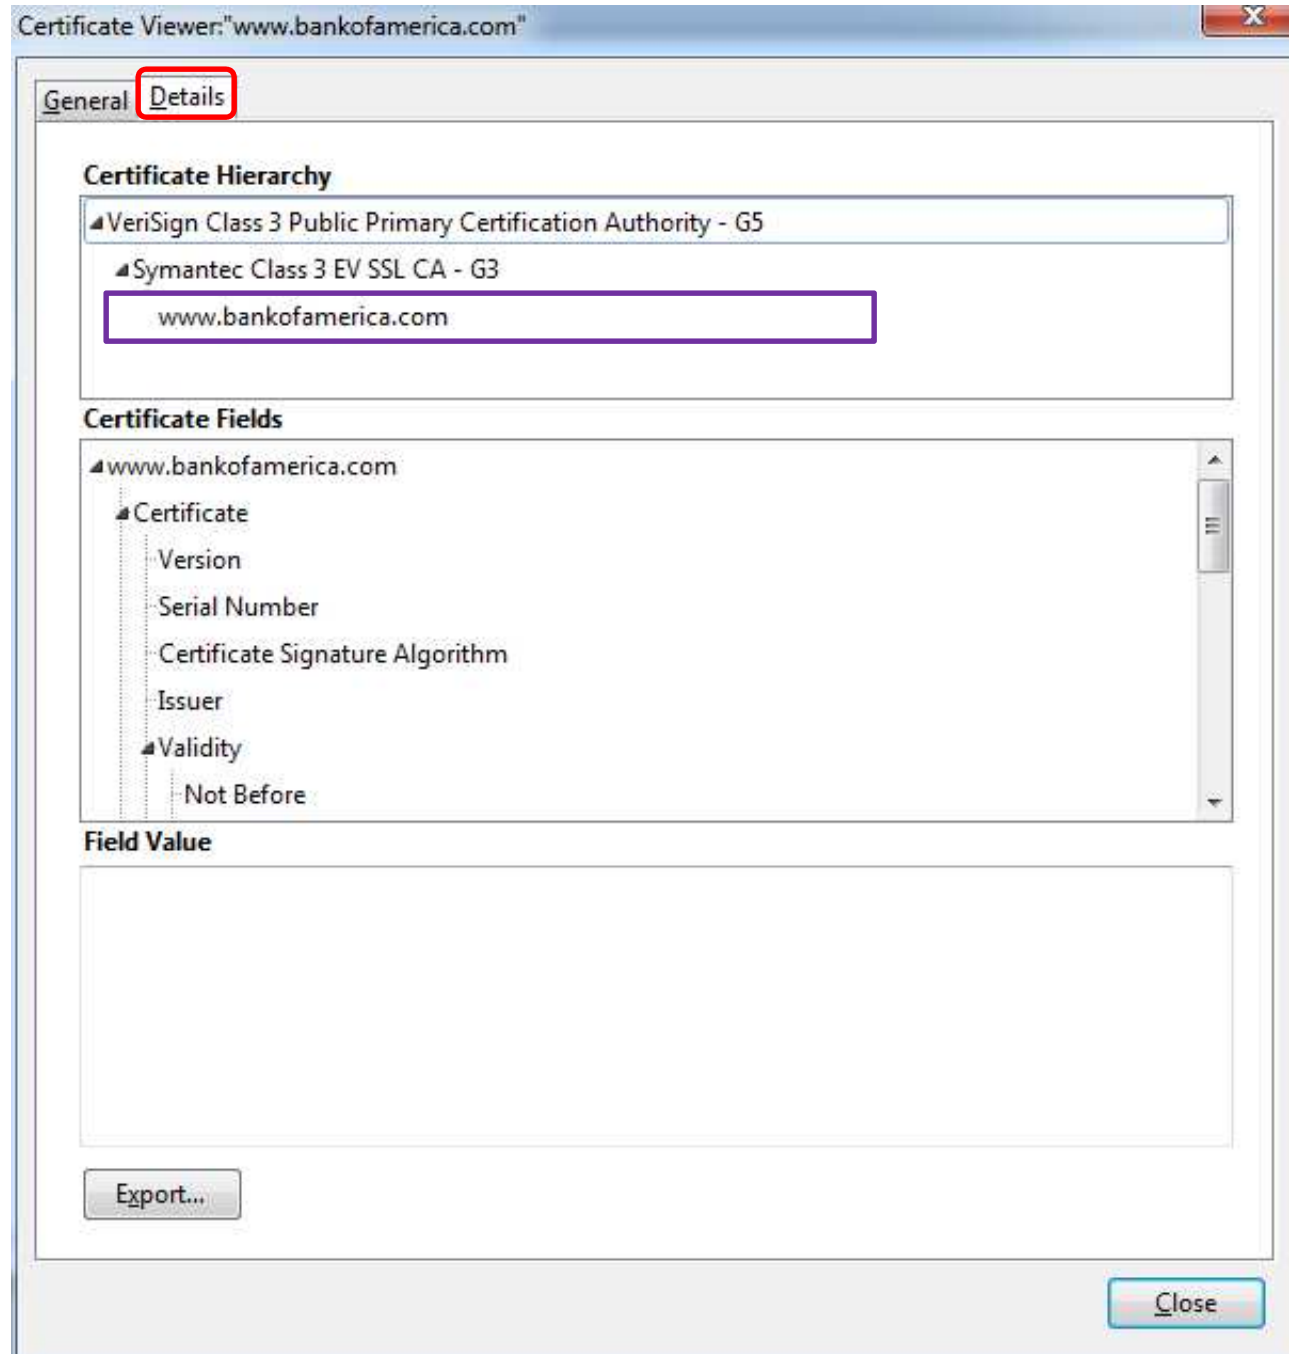 Certificate Viewer:"www.bankofamerica.com"
General Details
Certificate Hierarchy
VeriSign Class 3 Public Primary Certification Authority - G5
Symantec Class 3 EV SSL CA - G3
www.bankofamerica.com
Certificate Fields
www.bankofamerica.com
Certificate
Version
Serial Number
Certificate Signature Algorithm
Issuer
Validity
Not Before
Field Value
Export...
Close